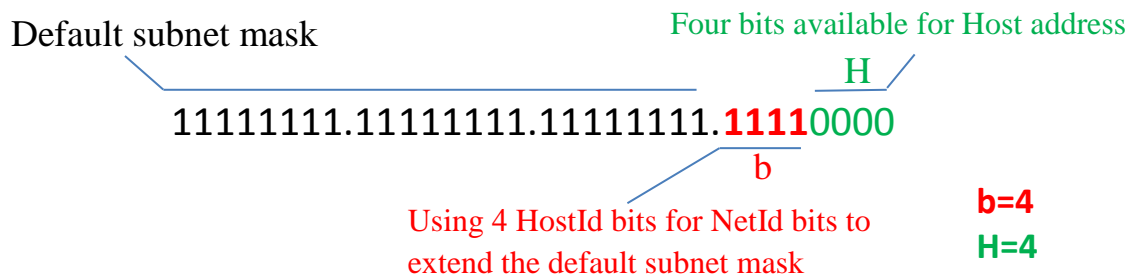 Default subnet mask
Four bits available for Host address
H
11111111.11111111.11111111.11110000
b
Using 4 HostId bits for NetId bits to
extend the default subnet mask
b=4
H=4